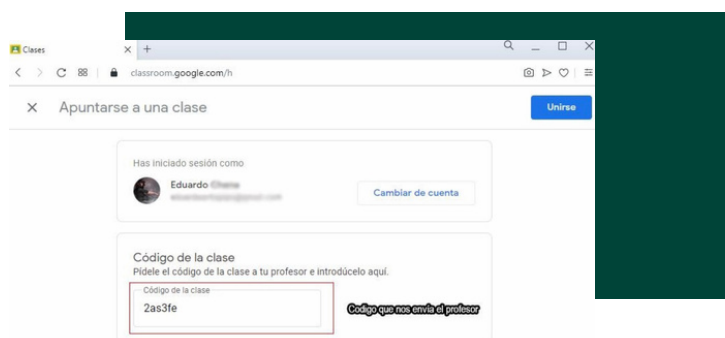 Clases
classroom.google.com/h
Apuntarse a una clase
Unirse
Has iniciado sesión como
Eduardo
Cambiar de cuenta
Código de la clase
Pídele el código de la clase a tu profesor e introdúcelo aquí.
Código de la clase
2as3fe
Codigo que nos envía el profesor